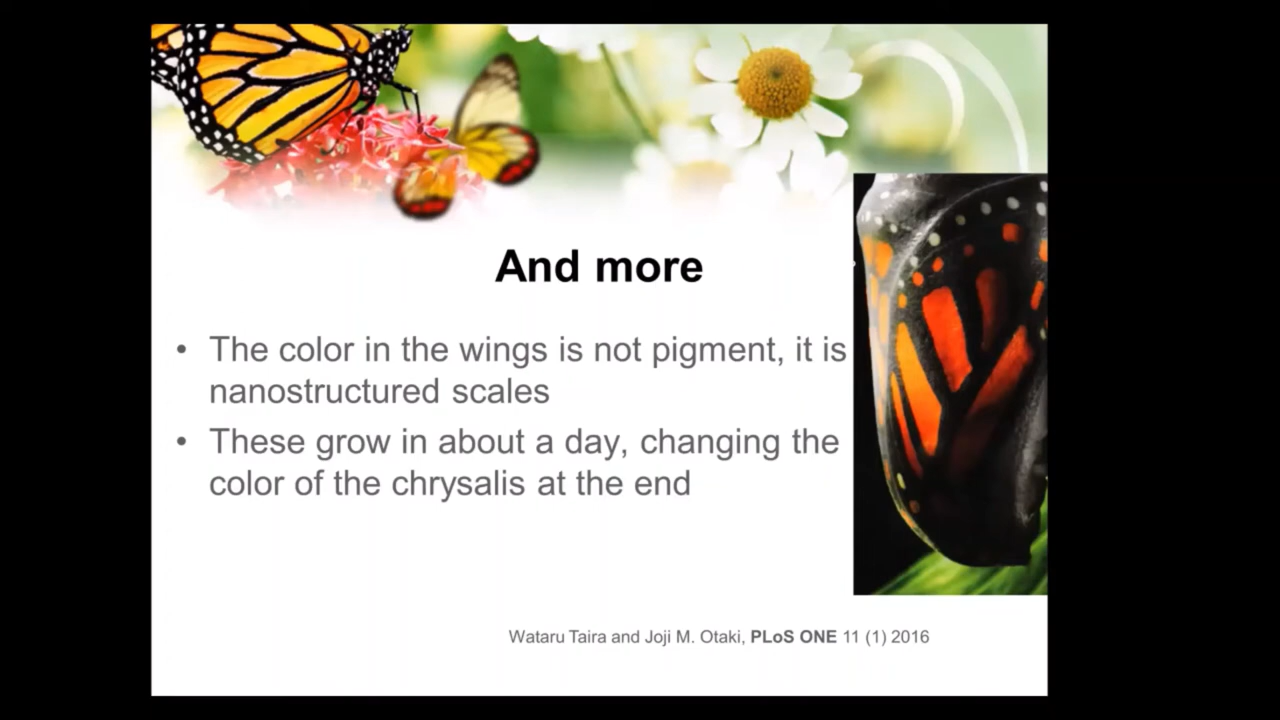 And more
• The color in the wings is not pigment, it is
nanostructured scales
• These grow in about a day, changing the
color of the chrysalis at the end
Wataru Taira and Joji M. Otaki, PLoS ONE 11 (1) 2016